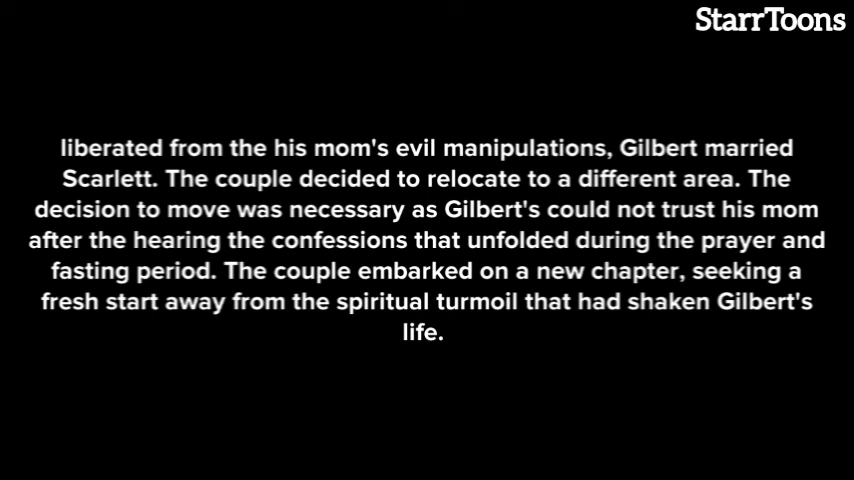 StarrToons
liberated from the his mom's evil manipulations, Gilbert married
Scarlett. The couple decided to relocate to a different area. The
decision to move was necessary as Gilbert's could not trust his mom
after the hearing the confessions that unfolded during the prayer and
fasting period. The couple embarked on a new chapter, seeking a
fresh start away from the spiritual turmoil that had shaken Gilbert's
life.